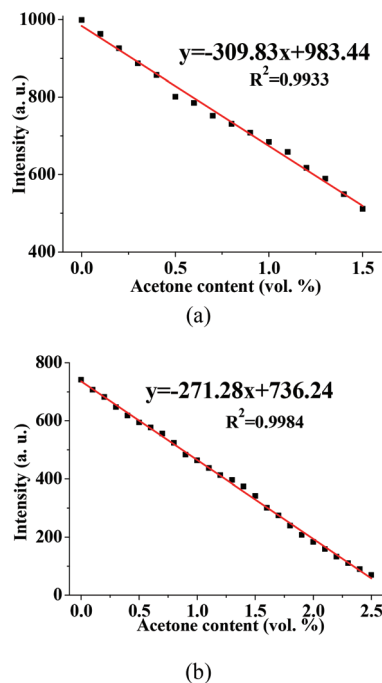 1000
800
600
400
Intensity (a. u.)
y=-309.83x+983.44
R²=0.9933
0.0 0.5 1.0 1.5
Acetone content (vol. %)
(a)
800
600
400
200
0
Intensity (a. u.)
y=-271.28x+736.24
R²=0.9984
0.0 0.5 1.0 1.5 2.0 2.5
Acetone content (vol. %)
(b)